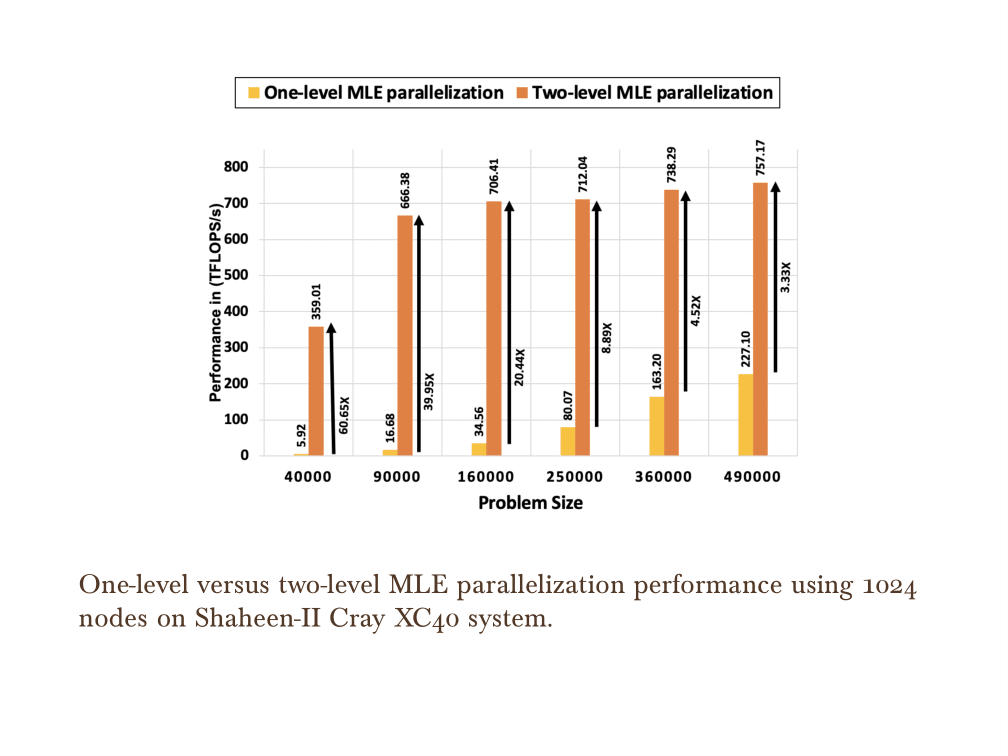 One-level MLE parallelization Two-level MLE parallelization
Performance in (TFLOPS/s)
800
700
600
500
400
300
200
100
0
5.92
359.01
60.65X
16.68
666.38
39.95X
34.56
706.41
20.44X
80.07
712.04
8.89X
163.20
738.29
4.52X
227.10
757.17
3.33X
40000 90000 160000 250000 360000 490000
Problem Size
One-level versus two-level MLE parallelization performance using 1024
nodes on Shaheen-II Cray XC40 system.